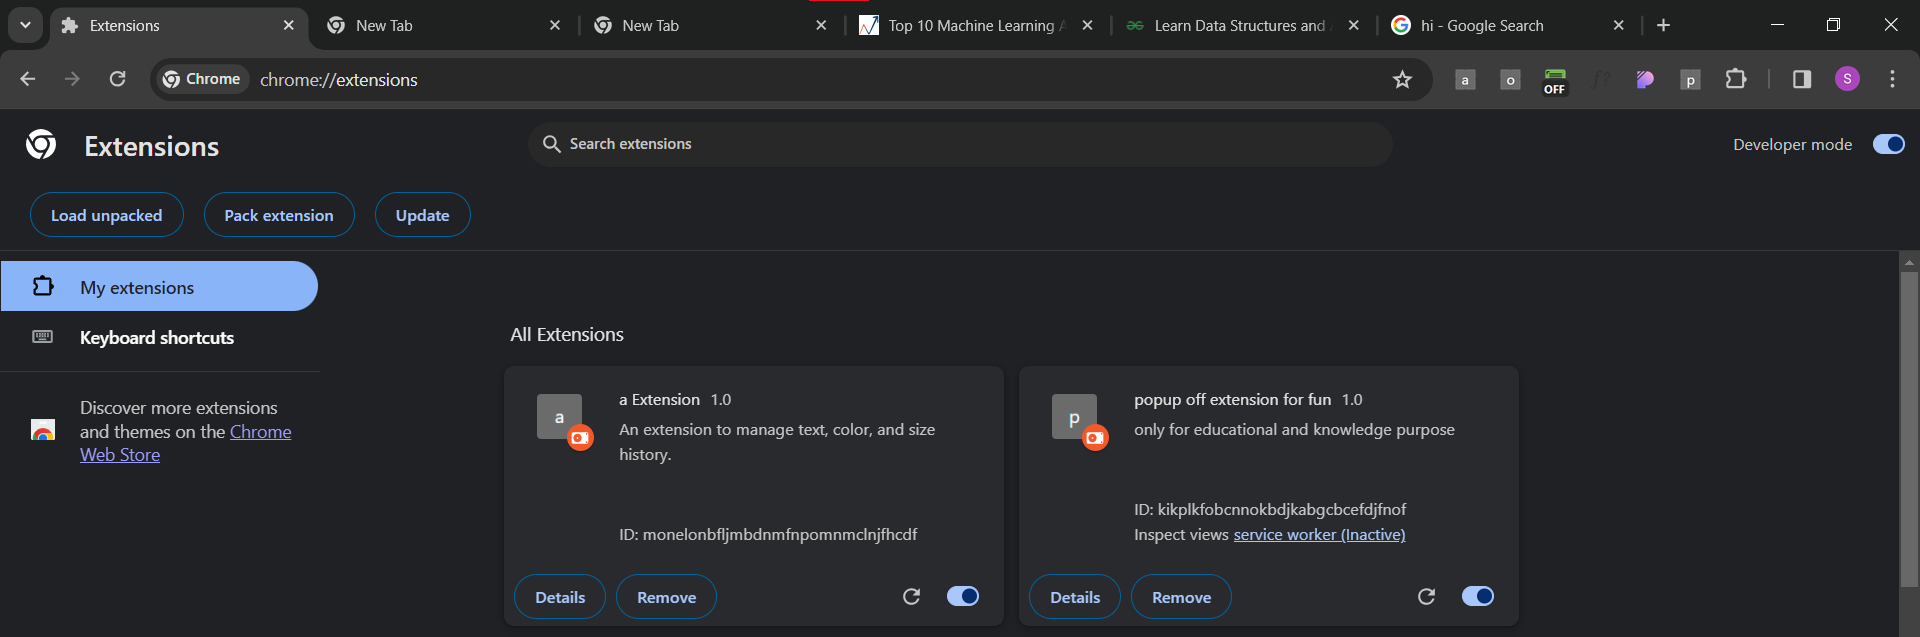 Extensions
New Tab
New Tab
Top 10 Machine Learning
Learn Data Structures and
hi - Google Search
Chrome
chrome://extensions
a
o
OFF
f?
p
S
Extensions
Search extensions
Developer mode
Load unpacked
Pack extension
Update
My extensions
Keyboard shortcuts
Discover more extensions
and themes on the Chrome
Web Store
All Extensions
a
a Extension 1.0
An extension to manage text, color, and size
history.
ID: monelonbfljmbdnmfnpomnmclnjfhcdf
Details
Remove
p
popup off extension for fun 1.0
only for educational and knowledge purpose
ID: kikplkfobcnnokbdjkabgcbcefdjfnof
Inspect views service worker (Inactive)
Details
Remove